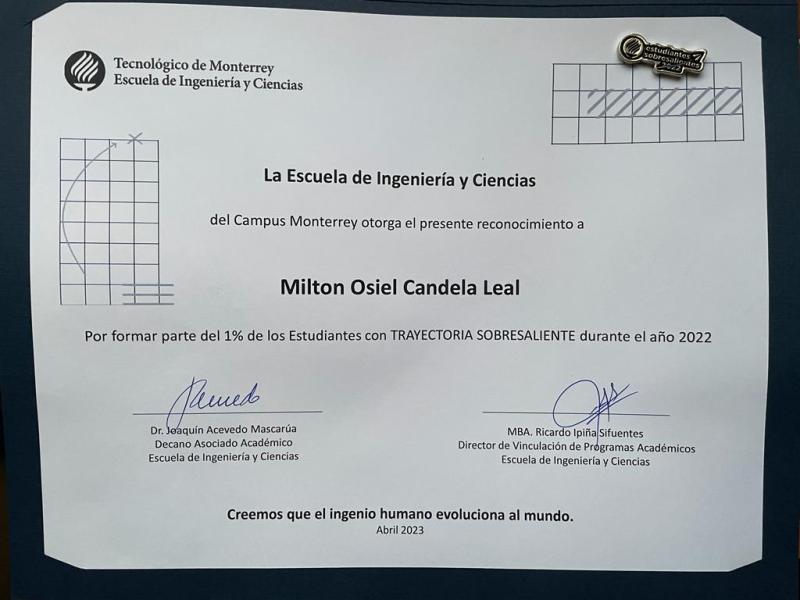 Tecnológico de Monterrey
Escuela de Ingeniería y Ciencias
estudiantes
sobresalientes
2022
La Escuela de Ingeniería y Ciencias
del Campus Monterrey otorga el presente reconocimiento a
Milton Osiel Candela Leal
Por formar parte del 1% de los Estudiantes con TRAYECTORIA SOBRESALIENTE durante el año 2022
Dr. Joaquín Acevedo Mascarúa
Decano Asociado Académico
Escuela de Ingeniería y Ciencias
MBA. Ricardo Ipiña Sifuentes
Director de Vinculación de Programas Académicos
Escuela de Ingeniería y Ciencias
Creemos que el ingenio humano evoluciona al mundo.
Abril 2023